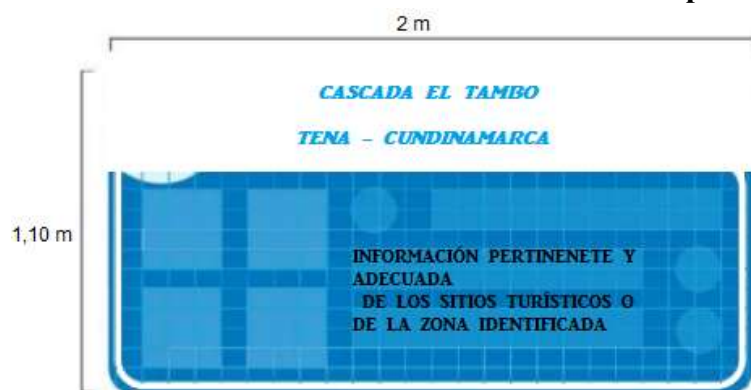 2 m
CASCADA EL TAMBO
TENA - CUNDINAMARCA
1,10 m
INFORMACIÓN PERTINENETE Y
ADECUADA
DE LOS SITIOS TURÍSTICOS O
DE LA ZONA IDENTIFICADA